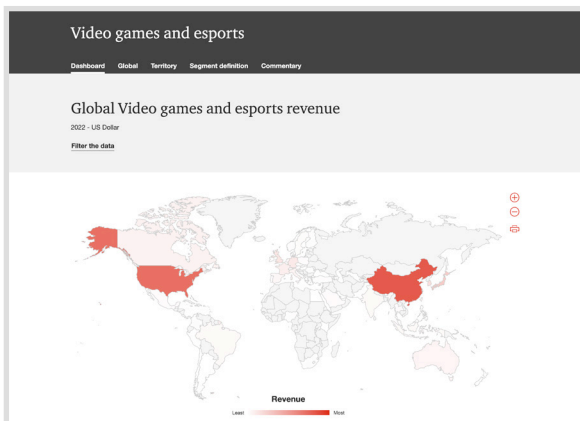 Video games and esports
Dashboard Global Territory Segment definition Commentary
Global Video games and esports revenue
2022 - US Dollar
Filter the data
Revenue
Least Most